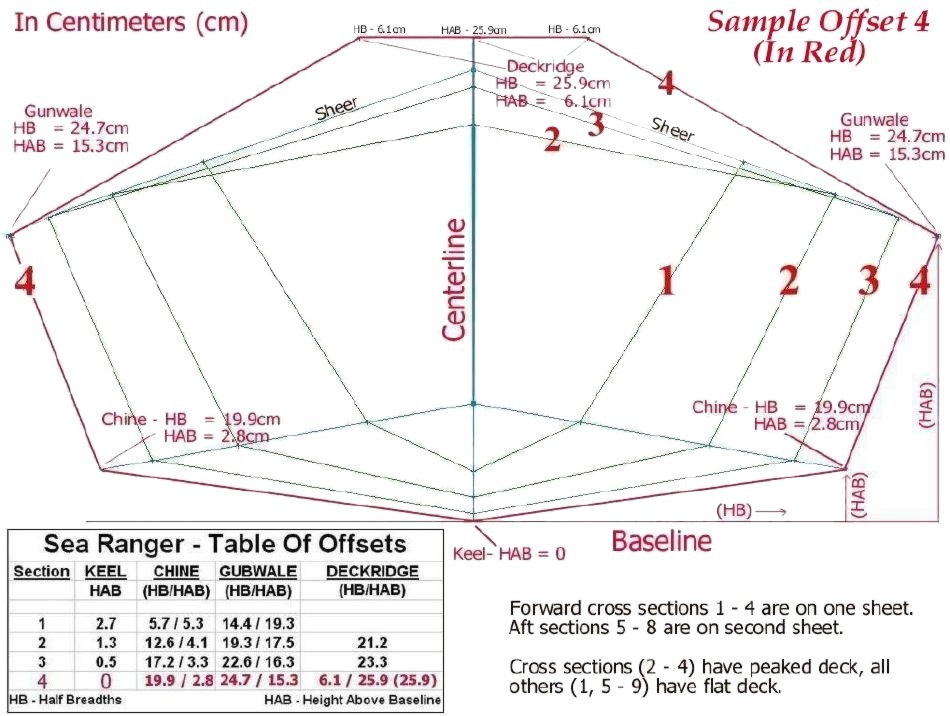 In Centimeters (cm)
Sample Offset 4
(In Red)
HB - 6.1cm
HAB - 25.9cm
HB - 6.1cm
Deckridge
HB = 25.9cm
HAB = 6.1cm
4
Gunwale
HB = 24.7cm
HAB = 15.3cm
Sheer
2
3
Sheer
Gunwale
HB = 24.7cm
HAB = 15.3cm
Centerline
4
1
2
3
4
Chine - HB = 19.9cm
HAB = 2.8cm
Chine - HB = 19.9cm
HAB = 2.8cm
(HAB)
(HAB)
(HB)
Keel- HAB = 0
Baseline
Sea Ranger - Table Of Offsets
Section KEEL CHINE GUBWALE DECKRIDGE
HAB (HB/HAB) (HB/HAB) (HB/HAB)
1 2.7 5.7 / 5.3 14.4 / 19.3
2 1.3 12.6 / 4.1 19.3 / 17.5 21.2
3 0.5 17.2 / 3.3 22.6 / 16.3 23.3
4 0 19.9 / 2.8 24.7 / 15.3 6.1 / 25.9 (25.9)
HB - Half Breadths HAB - Height Above Baseline
Forward cross sections 1 - 4 are on one sheet.
Aft sections 5 - 8 are on second sheet.
Cross sections (2 - 4) have peaked deck, all
others (1, 5 - 9) have flat deck.